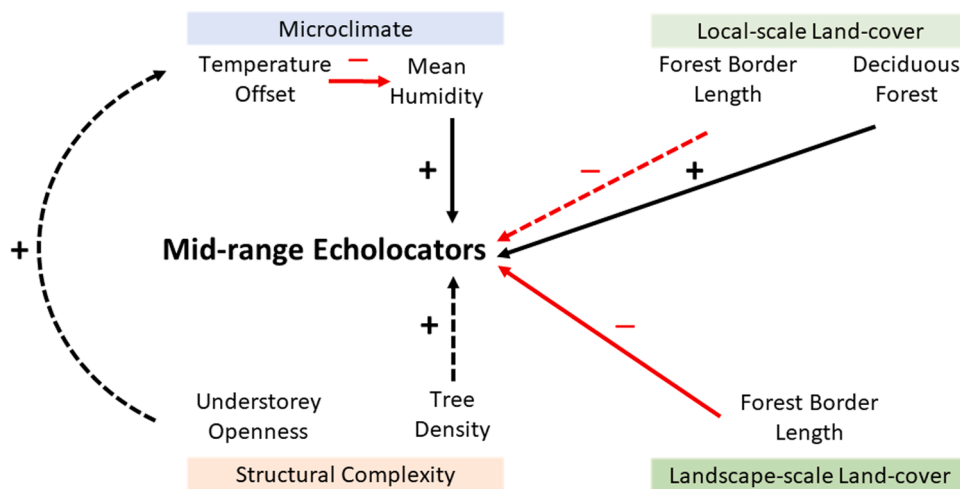 Microclimate
Local-scale Land-cover
Temperature
Offset
−
Mean
Humidity
Forest Border
Length
Deciduous
Forest
+
−
+
+
Mid-range Echolocators
+
−
Understorey
Openness
Tree
Density
Forest Border
Length
Structural Complexity
Landscape-scale Land-cover